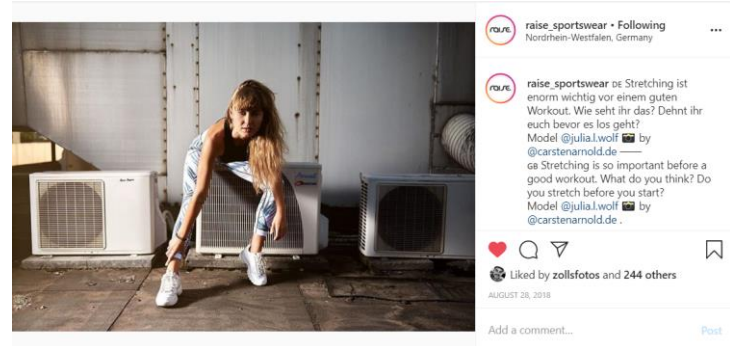 raise_sportswear • Following
Nordrhein-Westfalen, Germany
raise_sportswear DE Stretching ist
enorm wichtig vor einem guten
Workout. Wie seht ihr das? Dehnt ihr
euch bevor es los geht?
Model @julia.l.wolf 📷 by
@carstenarnold.de ——
GB Stretching is so important before a
good workout. What do you think? Do
you stretch before you start?
Model @julia.l.wolf 📷 by
@carstenarnold.de .
Liked by zollsfotos and 244 others
AUGUST 28, 2018
Add a comment...
Post